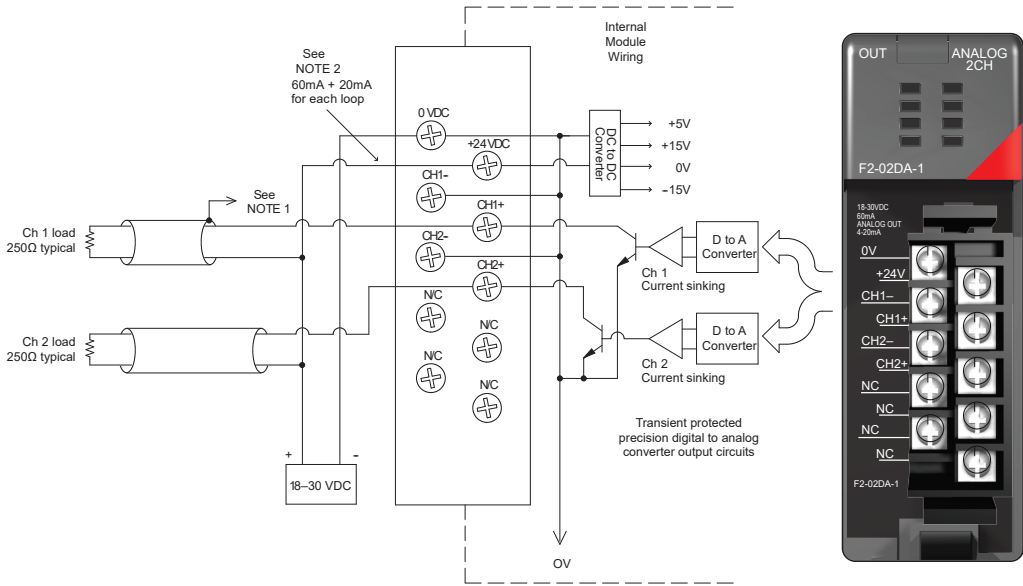 Internal
Module
Wiring
See
NOTE 2
60mA + 20mA
for each loop
0 VDC
+24VDC
CH1–
CH1+
CH2–
CH2+
N/C
N/C
N/C
N/C
DC to DC
Converter
+5V
+15V
0V
–15V
See
NOTE 1
Ch 1 load
250Ω typical
Ch 2 load
250Ω typical
D to A
Converter
Ch 1
Current sinking
D to A
Converter
Ch 2
Current sinking
Transient protected
precision digital to analog
converter output circuits
+
-
18–30 VDC
OV
OUT
ANALOG
2CH
F2-02DA-1
18-30VDC
60mA
ANALOG OUT
4-20mA
0V
+24V
CH1–
CH1+
CH2–
CH2+
NC
NC
NC
NC
F2-02DA-1